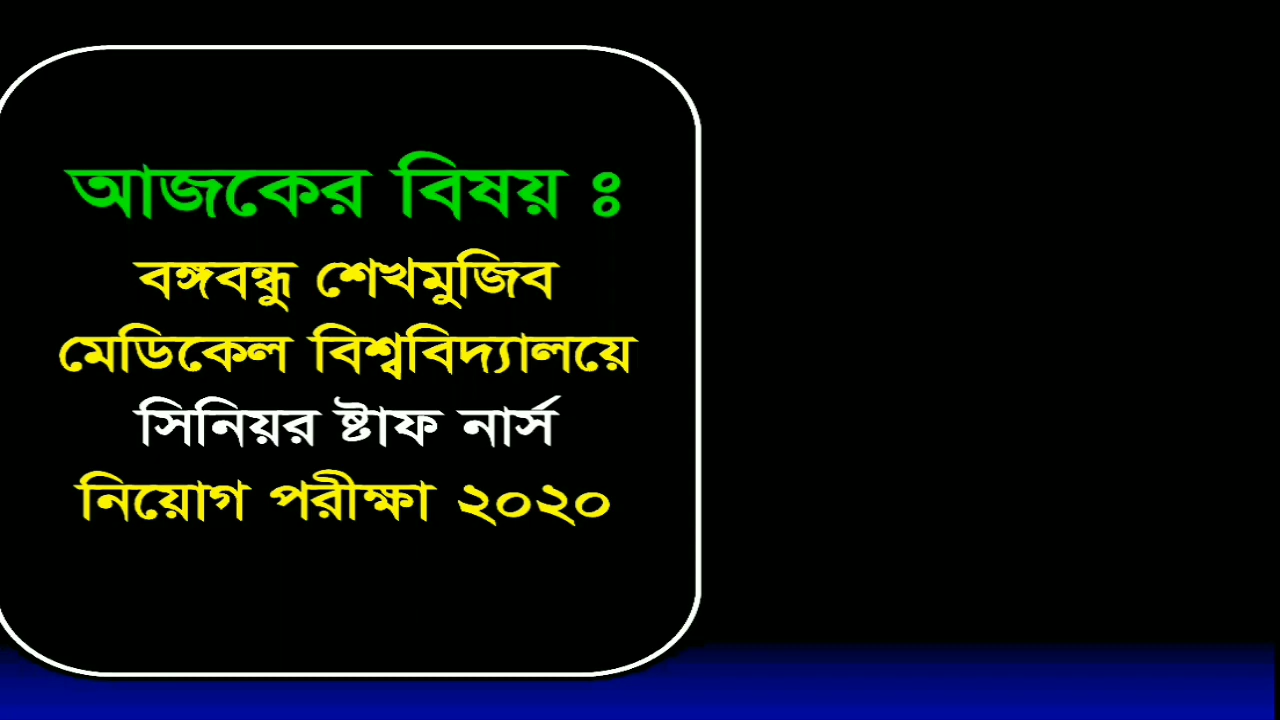 আজকের বিষয় ঃ
বঙ্গবন্ধু শেখমুজিব
মেডিকেল বিশ্ববিদ্যালয়ে
সিনিয়র ষ্টাফ নার্স
নিয়োগ পরীক্ষা ২০২০